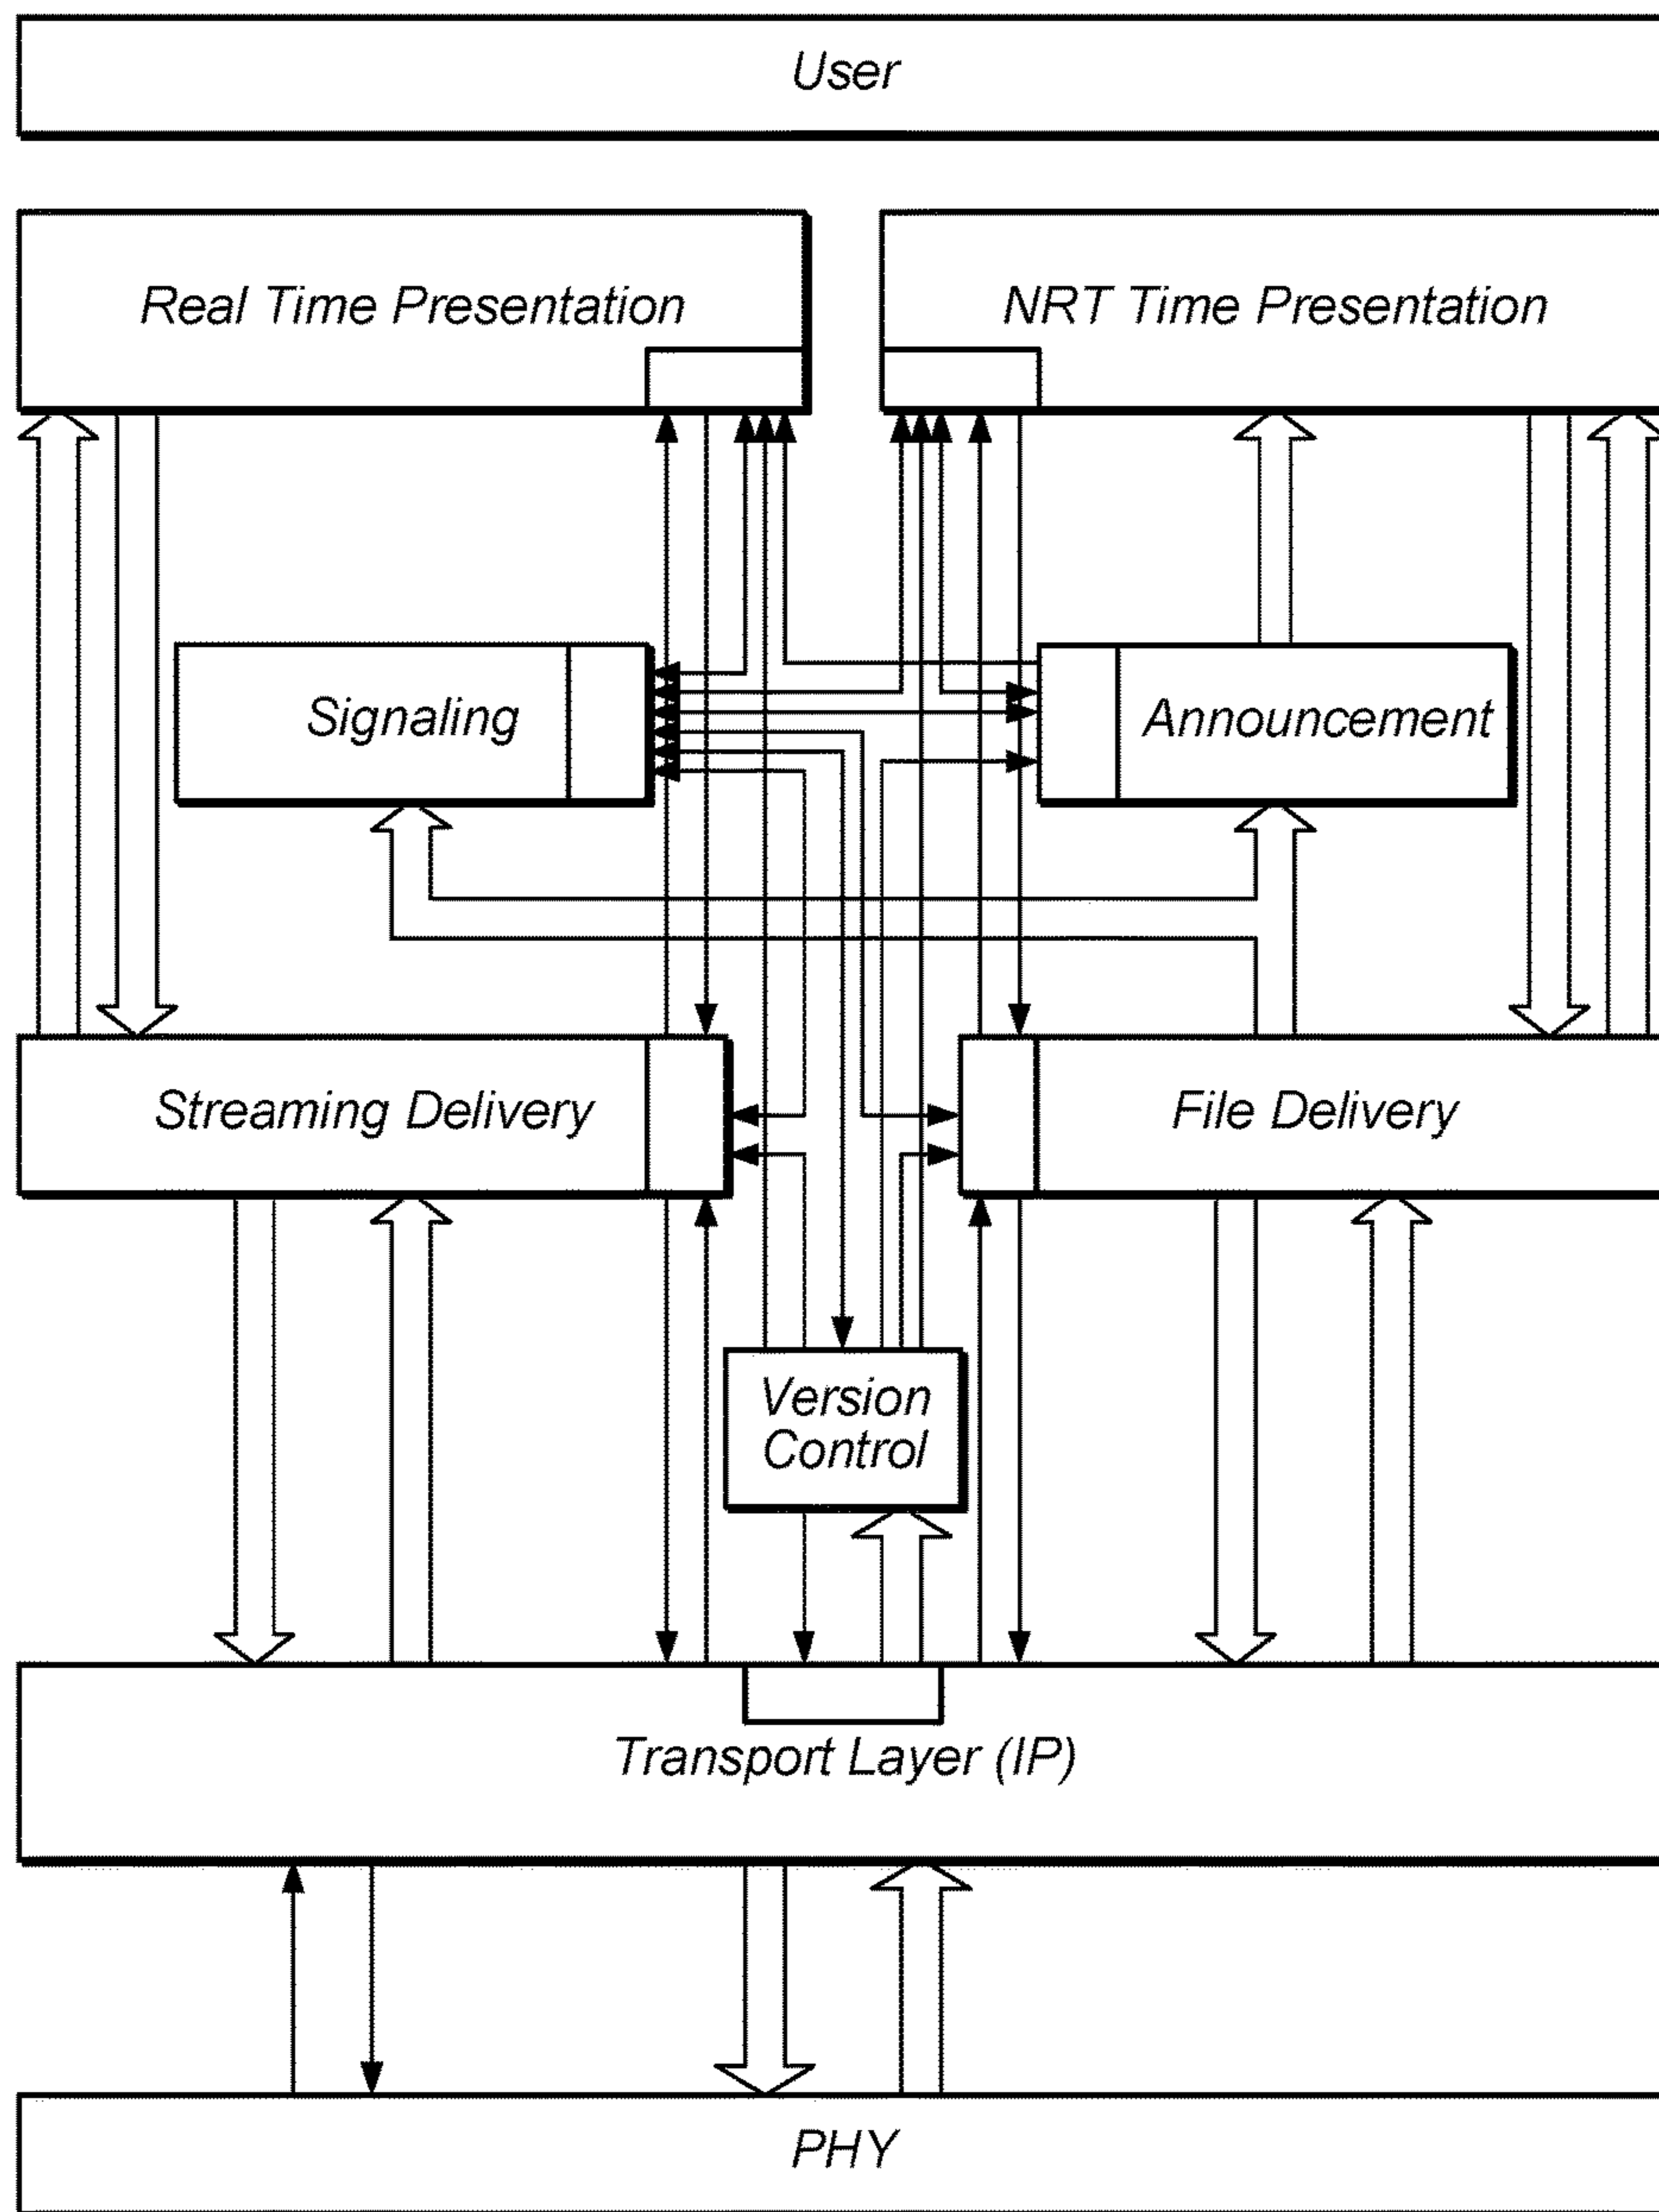 User
Real Time Presentation
NRT Time Presentation
Signaling
Announcement
Streaming Delivery
File Delivery
Version
Control
Transport Layer (IP)
PHY